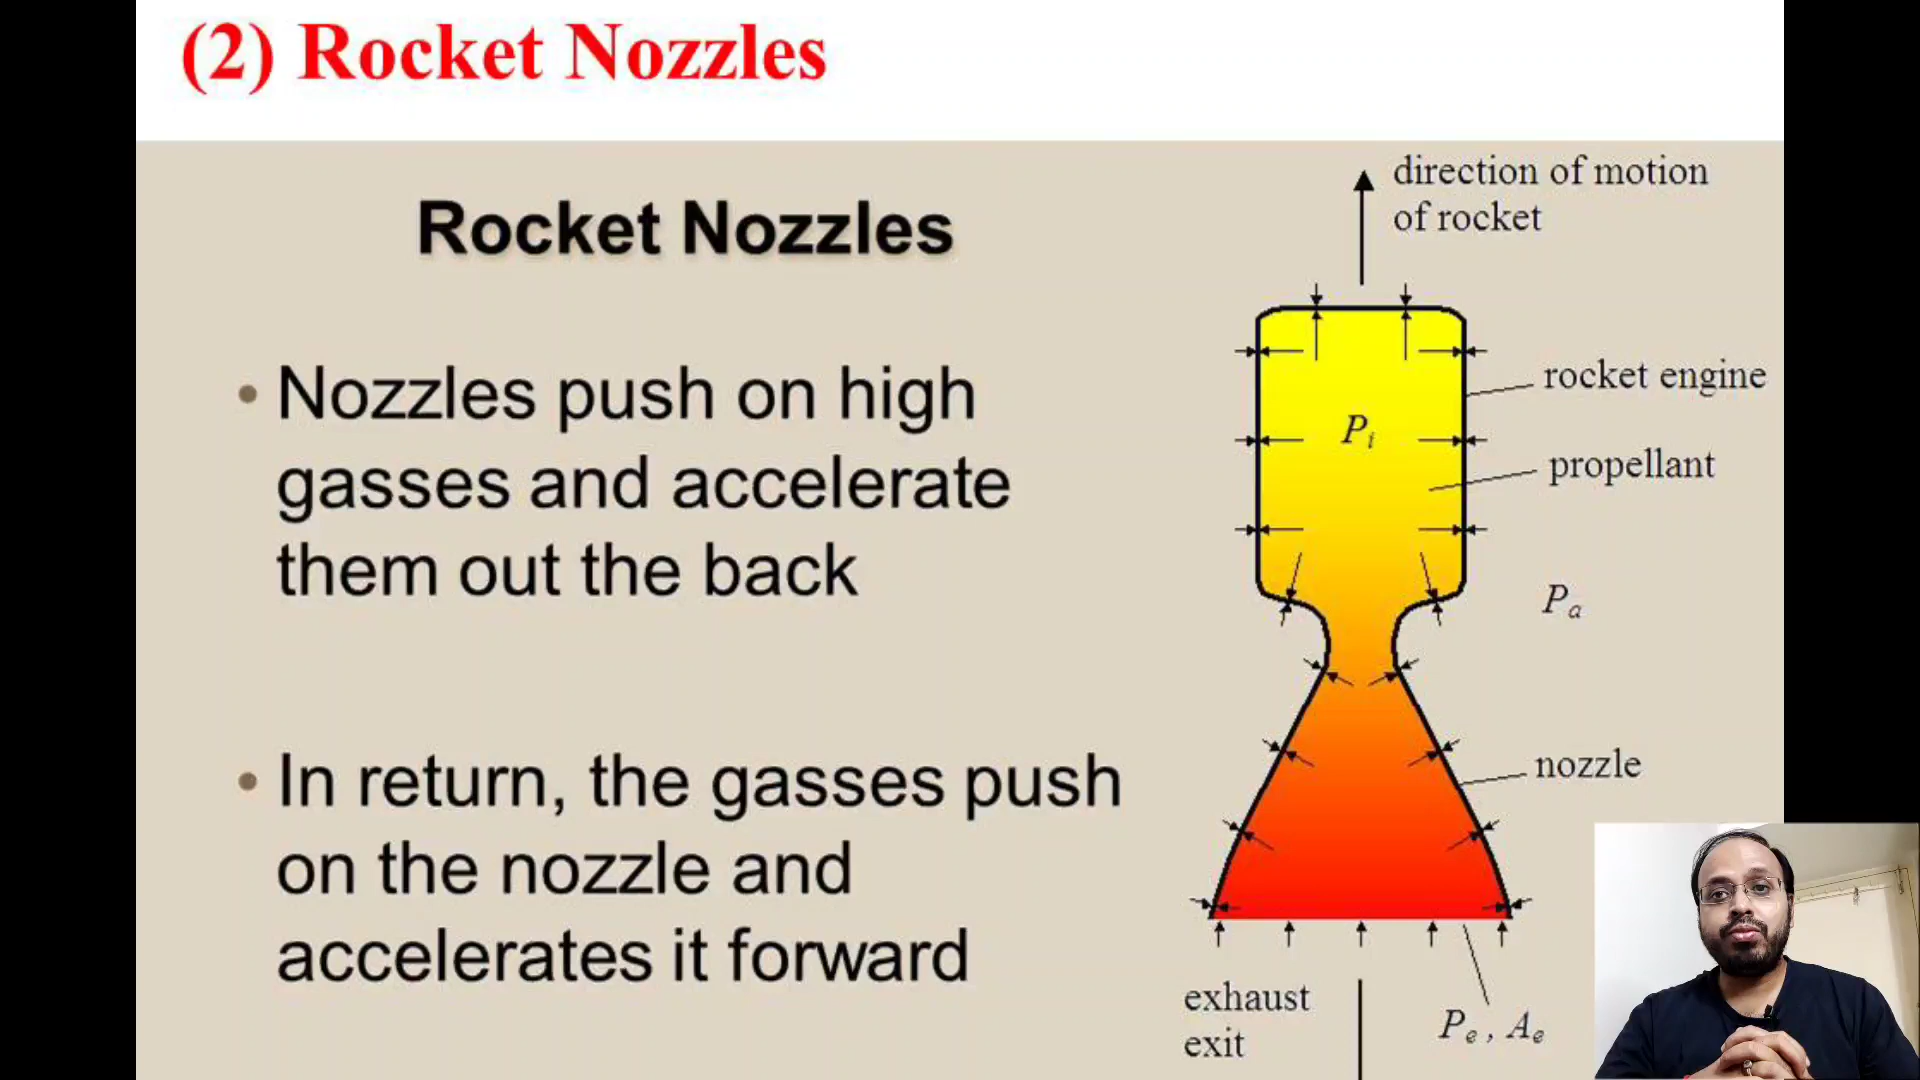 (2) Rocket Nozzles
Rocket Nozzles
• Nozzles push on high
gasses and accelerate
them out the back
• In return, the gasses push
on the nozzle and
accelerates it forward
direction of motion
of rocket
rocket engine
P_i
propellant
P_a
nozzle
exhaust
exit
P_e , A_e